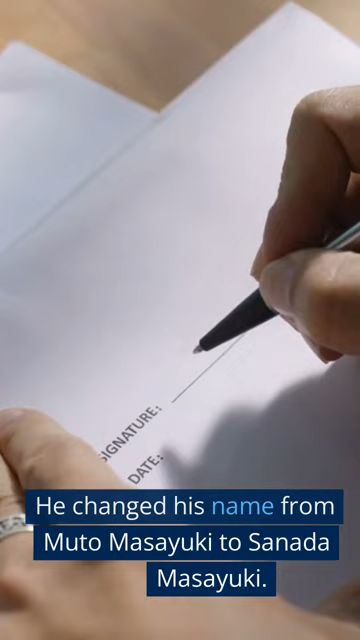 SIGNATURE:
DATE:
He changed his name from
Muto Masayuki to Sanada
Masayuki.